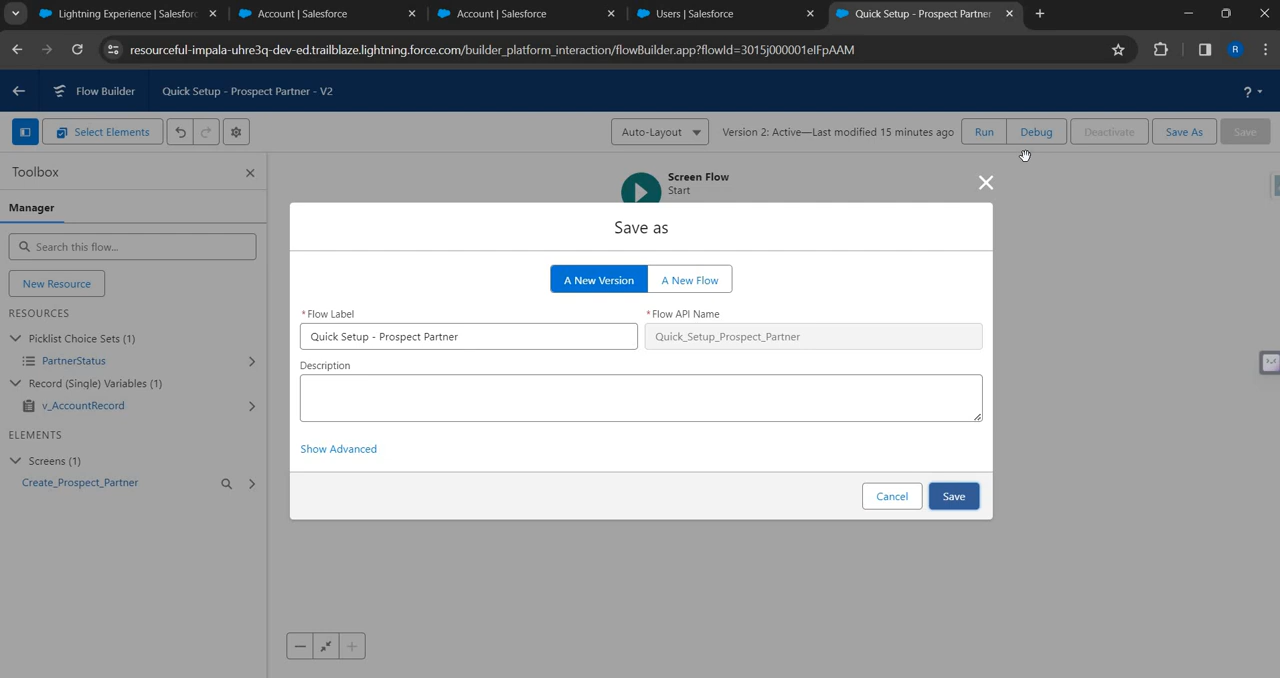 Lightning Experience | Salesforc
Account | Salesforce
Account | Salesforce
Users | Salesforce
Quick Setup - Prospect Partner
resourceful-impala-uhre3q-dev-ed.trailblaze.lightning.force.com/builder_platform_interaction/flowBuilder.app?flowId=3015j000001eIFpAAM
R
Flow Builder
Quick Setup - Prospect Partner - V2
?
Select Elements
Auto-Layout
Version 2: Active—Last modified 15 minutes ago
Run
Debug
Deactivate
Save As
Save
Toolbox
Manager
Search this flow...
New Resource
RESOURCES
Picklist Choice Sets (1)
PartnerStatus
Record (Single) Variables (1)
v_AccountRecord
ELEMENTS
Screens (1)
Create_Prospect_Partner
Screen Flow
Start
Save as
A New Version
A New Flow
*Flow Label
*Flow API Name
Quick Setup - Prospect Partner
Quick_Setup_Prospect_Partner
Description
Show Advanced
Cancel
Save